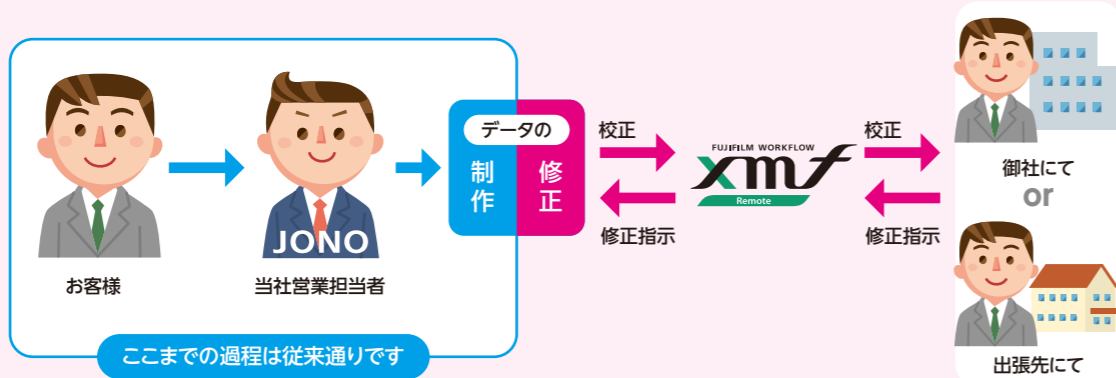 お客様
JONO
当社営業担当者
データの
制作
修正
校正
修正指示
FUJIFILM WORKFLOW
xmf
Remote
校正
修正指示
御社にて
or
出張先にて
ここまでの過程は従来通りです